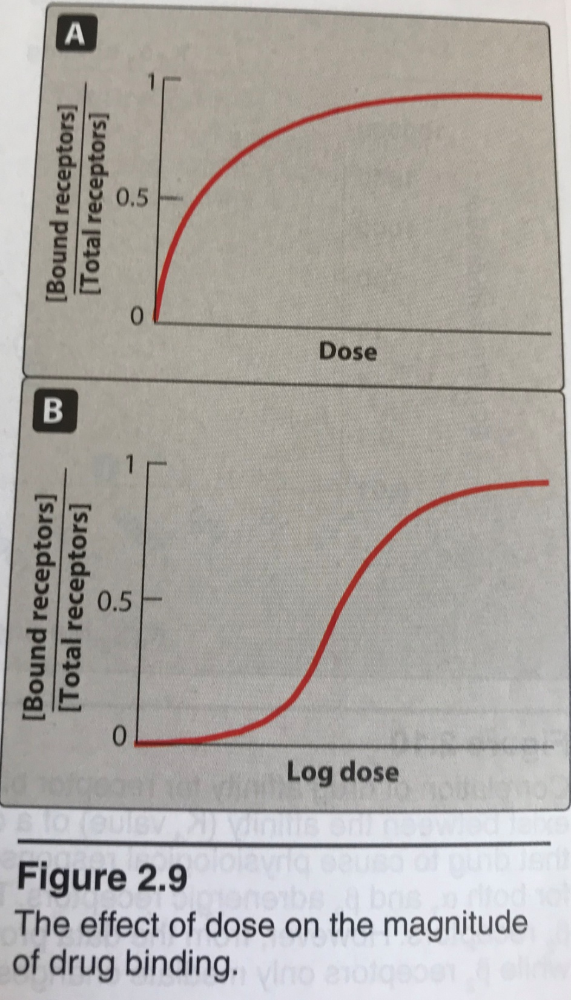 A
[Bound receptors]
[Total receptors]
1
0.5
0
Dose
B
[Bound receptors]
[Total receptors]
1
0.5
0
Log dose
Figure 2.9
The effect of dose on the magnitude
of drug binding.